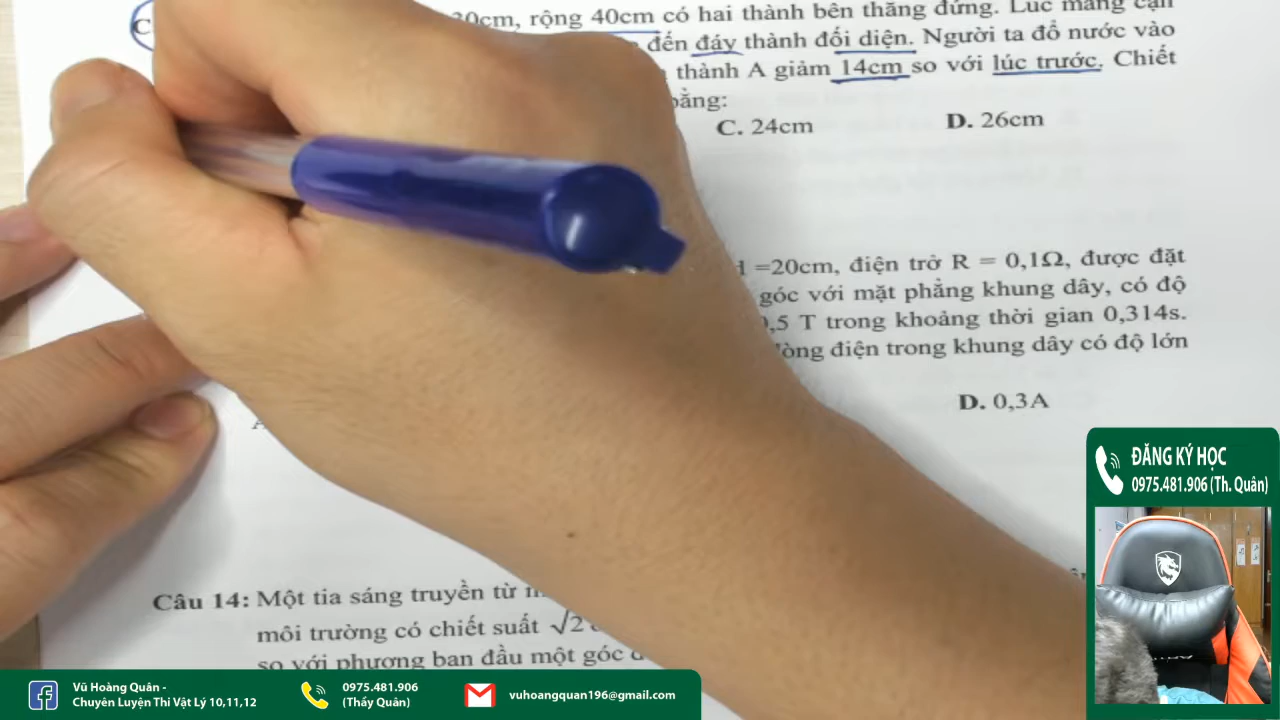 C
30cm, rộng 40cm có hai thành bên thẳng đứng. Lúc máng cạn
đến đáy thành đối diện. Người ta đổ nước vào
thành A giảm 14cm so với lúc trước. Chiết
bằng:
C. 24cm D. 26cm
=20cm, điện trở R = 0,1Ω, được đặt
góc với mặt phẳng khung dây, có độ
,5 T trong khoảng thời gian 0,314s.
dòng điện trong khung dây có độ lớn
D. 0,3A
Câu 14: Một tia sáng truyền từ
môi trường có chiết suất √2
so với phương ban đầu một góc
ĐĂNG KÝ HỌC
0975.481.906 (Th. Quân)
Vũ Hoàng Quân -
Chuyên Luyện Thi Vật Lý 10,11,12
0975.481.906
(Thầy Quân)
vuhoangquan196@gmail.com